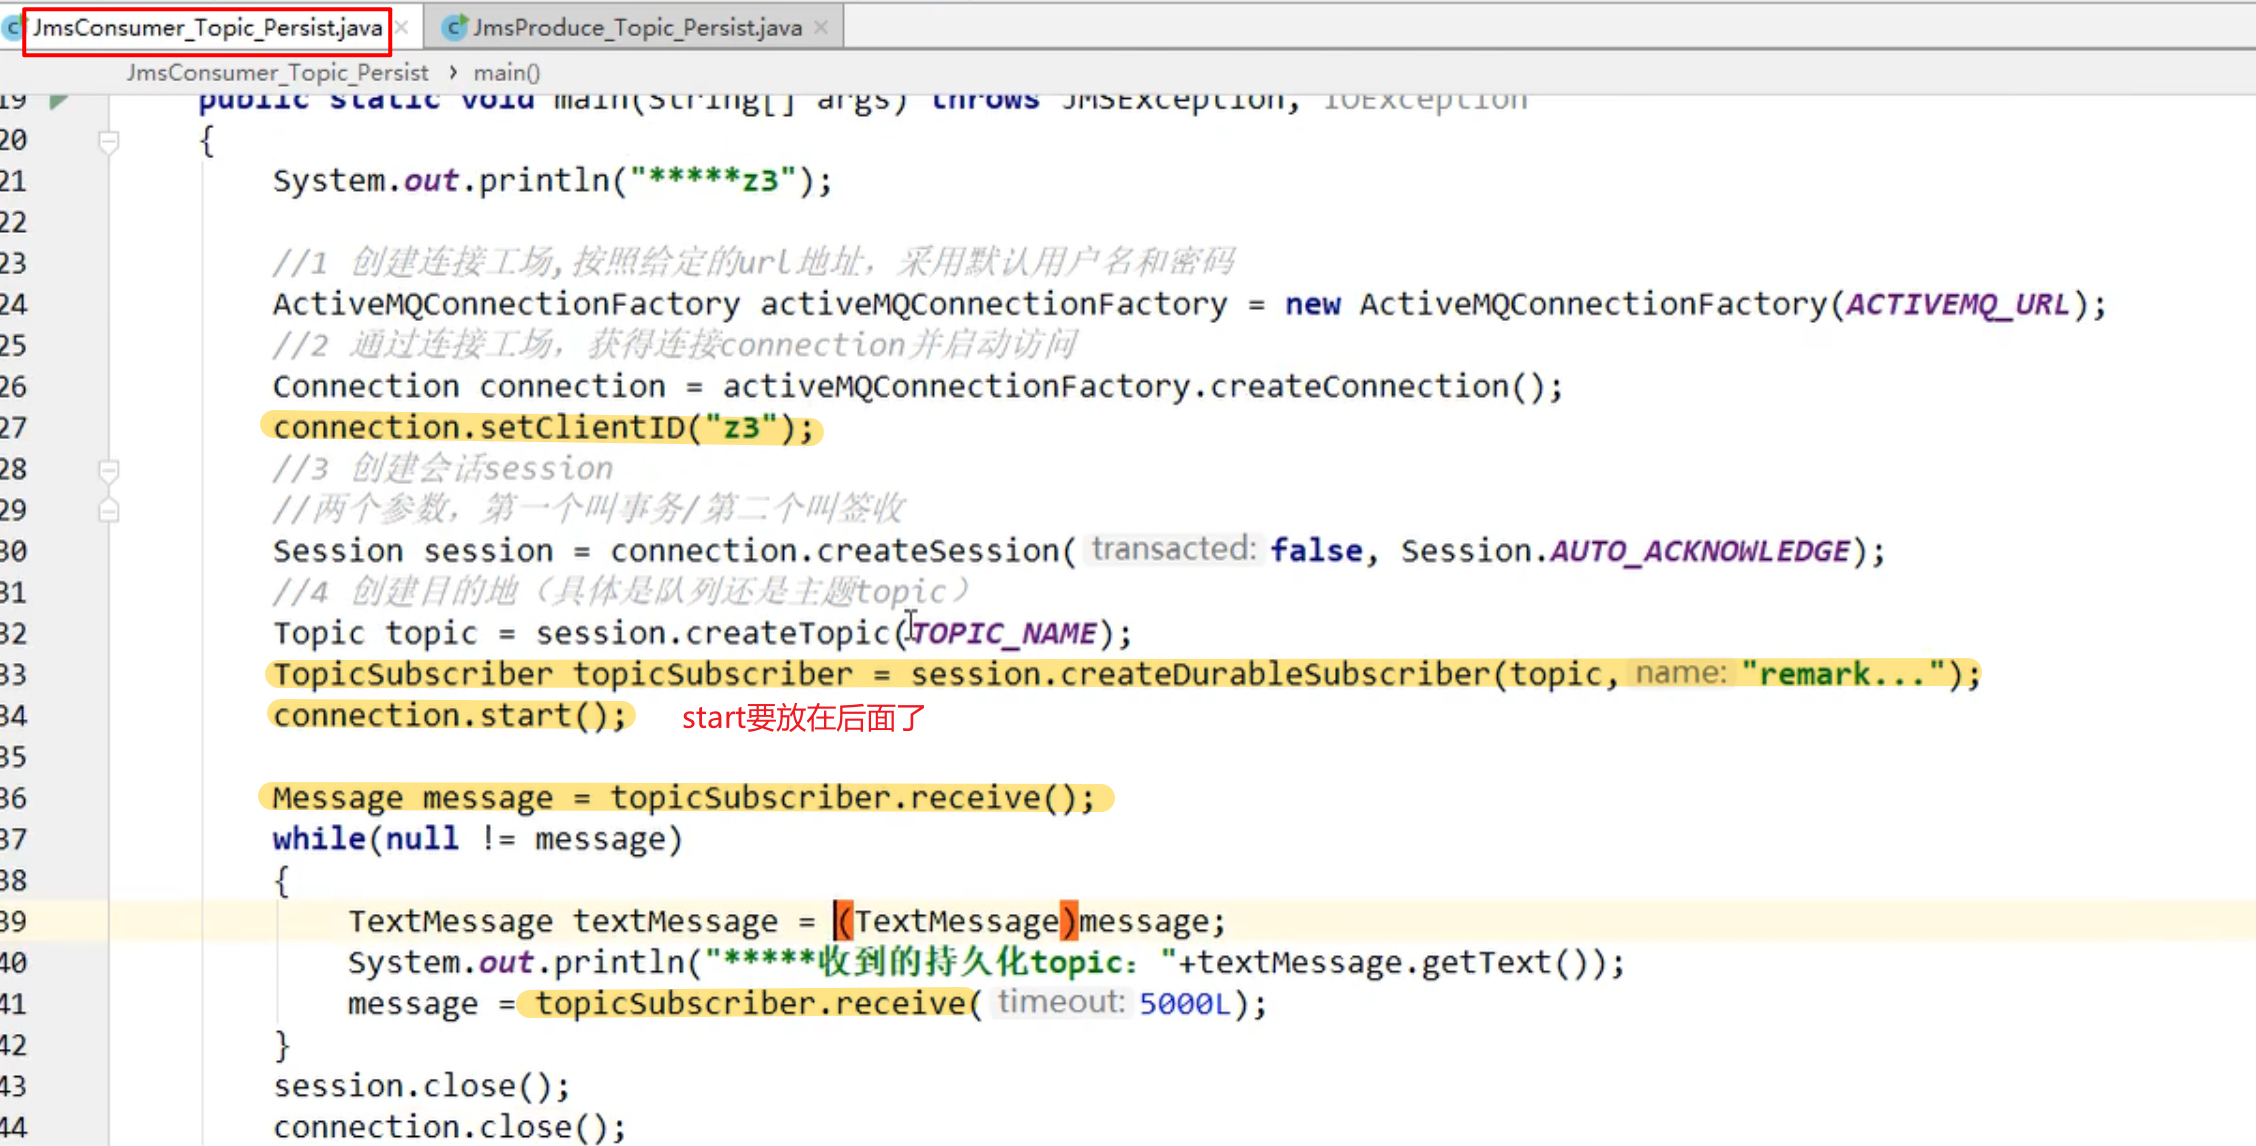 JmsConsumer_Topic_Persist.java
JmsProduce_Topic_Persist.java
JmsConsumer_Topic_Persist › main()
19 public static void main(String[] args) throws JMSException, IOException
20 {
21 System.out.println("*****z3");
22
23 //1 创建连接工场,按照给定的url地址，采用默认用户名和密码
24 ActiveMQConnectionFactory activeMQConnectionFactory = new ActiveMQConnectionFactory(ACTIVEMQ_URL);
25 //2 通过连接工场，获得连接connection并启动访问
26 Connection connection = activeMQConnectionFactory.createConnection();
27 connection.setClientID("z3");
28 //3 创建会话session
29 //两个参数，第一个叫事务/第二个叫签收
30 Session session = connection.createSession( transacted: false, Session.AUTO_ACKNOWLEDGE);
31 //4 创建目的地（具体是队列还是主题topic）
32 Topic topic = session.createTopic(TOPIC_NAME);
33 TopicSubscriber topicSubscriber = session.createDurableSubscriber(topic, name: "remark...");
34 connection.start(); start要放在后面了
35
36 Message message = topicSubscriber.receive();
37 while(null != message)
38 {
39 TextMessage textMessage = (TextMessage)message;
40 System.out.println("*****收到的持久化topic："+textMessage.getText());
41 message = topicSubscriber.receive( timeout: 5000L);
42 }
43 session.close();
44 connection.close();